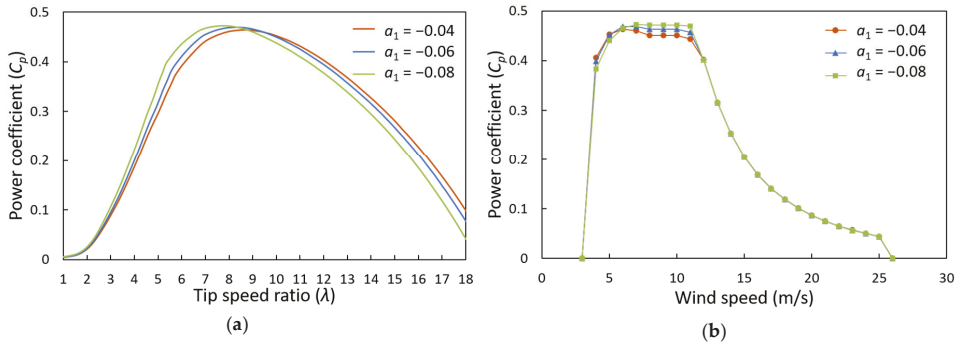 0.5
0.4
0.3
0.2
0.1
0
Power coefficient (Cₚ)
a₁ = −0.04
a₁ = −0.06
a₁ = −0.08
1 2 3 4 5 6 7 8 9 10 11 12 13 14 15 16 17 18
Tip speed ratio (λ)
(a)
0.5
0.4
0.3
0.2
0.1
0
Power coefficient (Cₚ)
a₁ = −0.04
a₁ = −0.06
a₁ = −0.08
0 5 10 15 20 25 30
Wind speed (m/s)
(b)